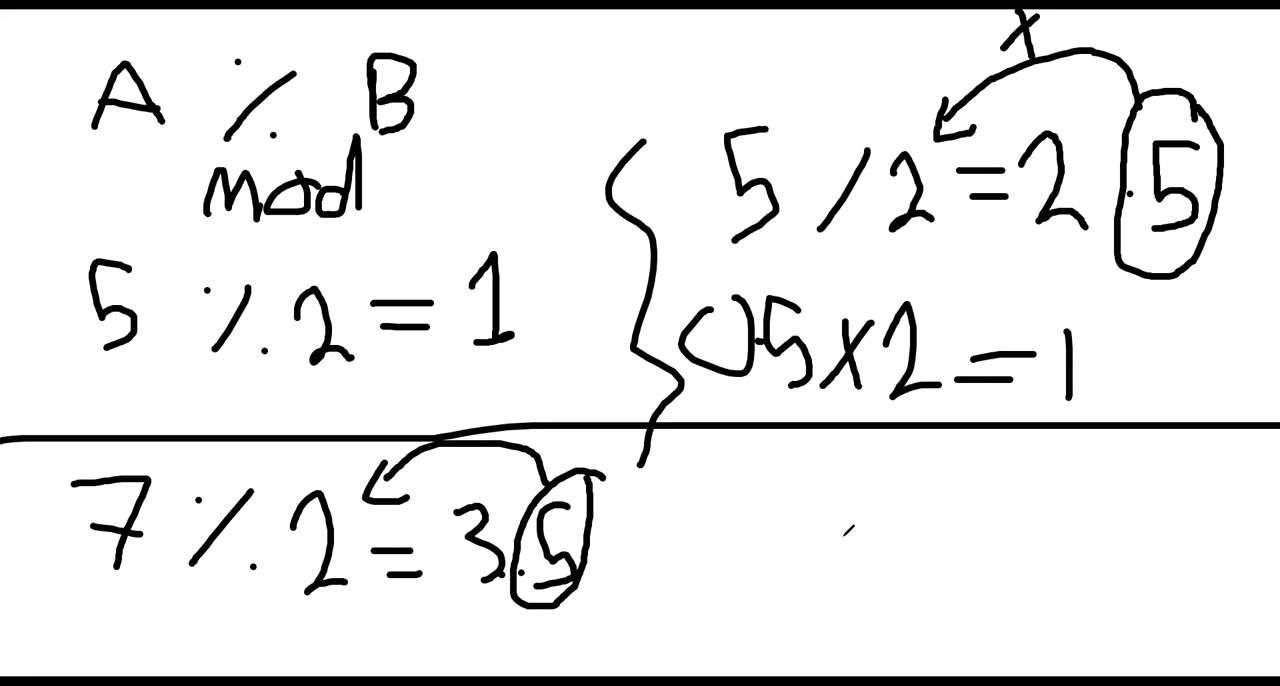 A % B
mod
5 % 2 = 1
x
5 / 2 = 2.5
0.5 x 2 = 1
7 % 2 = 3.5